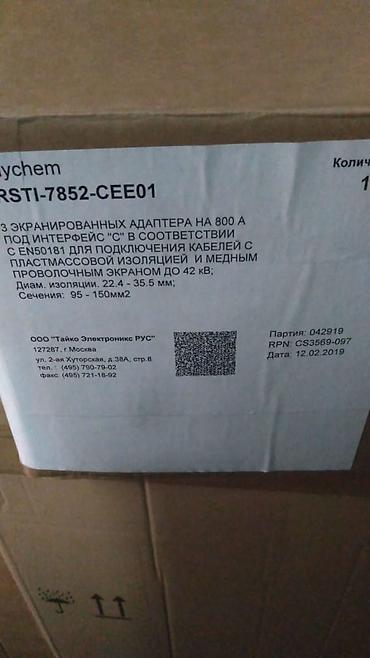 ychem
Колич
RSTI-7852-CEE01
1
3 ЭКРАНИРОВАННЫХ АДАПТЕРА НА 800 А
ПОД ИНТЕРФЕЙС "С" В СООТВЕТСТВИИ
С EN50181 ДЛЯ ПОДКЛЮЧЕНИЯ КАБЕЛЕЙ С
ПЛАСТМАССОВОЙ ИЗОЛЯЦИЕЙ И МЕДНЫМ
ПРОВОЛОЧНЫМ ЭКРАНОМ ДО 42 кВ;
Диам. изоляции. 22.4 - 35.5 мм;
Сечения: 95 - 150мм2
ООО "Тайко Электроникс РУС"
127287, г.Москва
ул. 2-ая Хуторская, д.38А, стр.8
тел. : (495) 790-79-02
факс: (495) 721-18-92
Партия: 042919
RPN: CS3569-097
Дата: 12.02.2019